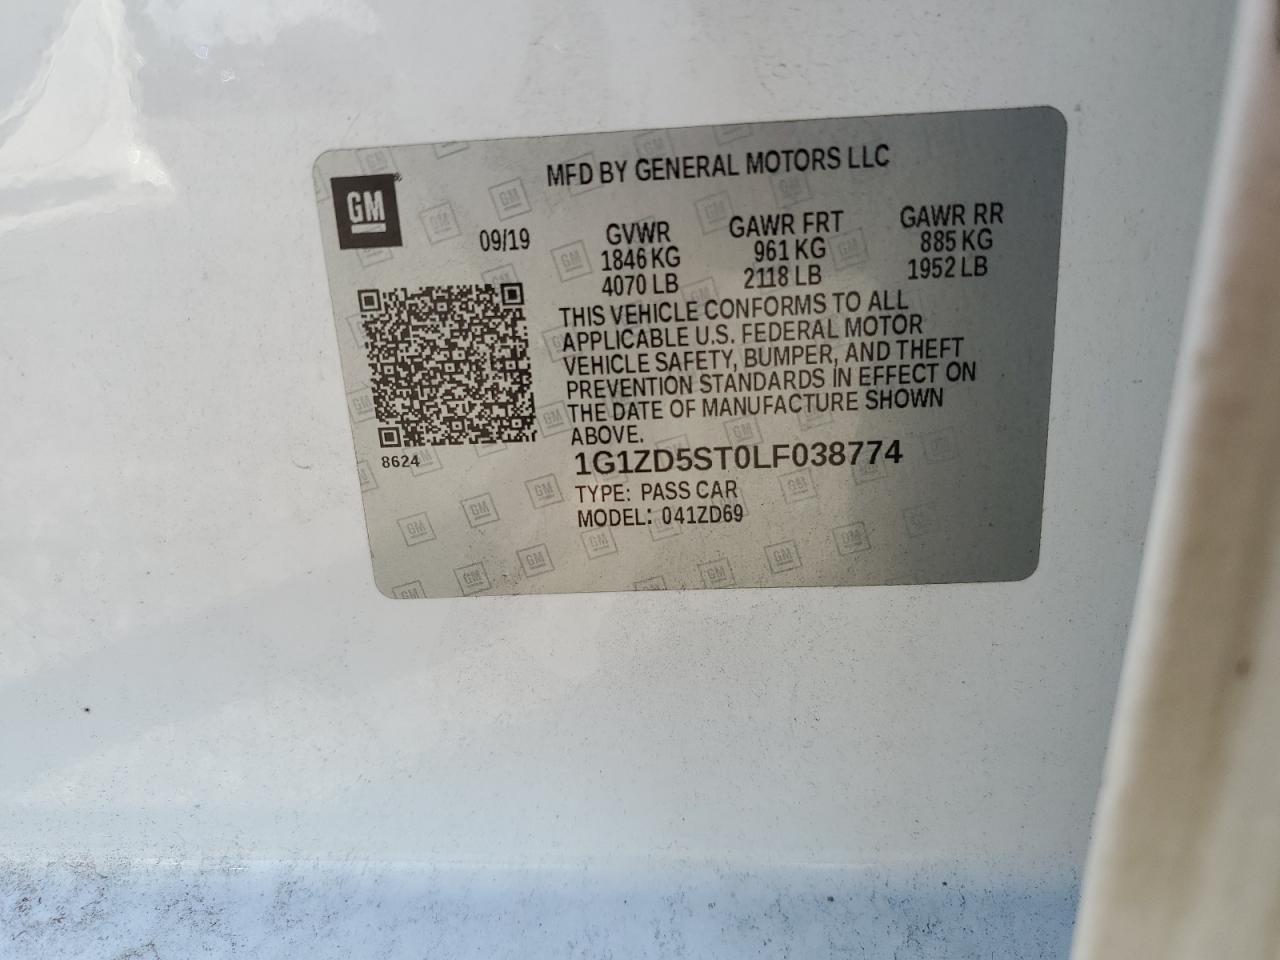 MFD BY GENERAL MOTORS LLC
GM
09/19
GVWR GAWR FRT GAWR RR
1846 KG 961 KG 885 KG
4070 LB 2118 LB 1952 LB
THIS VEHICLE CONFORMS TO ALL
APPLICABLE U.S. FEDERAL MOTOR
VEHICLE SAFETY, BUMPER, AND THEFT
PREVENTION STANDARDS IN EFFECT ON
THE DATE OF MANUFACTURE SHOWN
ABOVE.
8624
1G1ZD5ST0LF038774
TYPE: PASS CAR
MODEL: 041ZD69